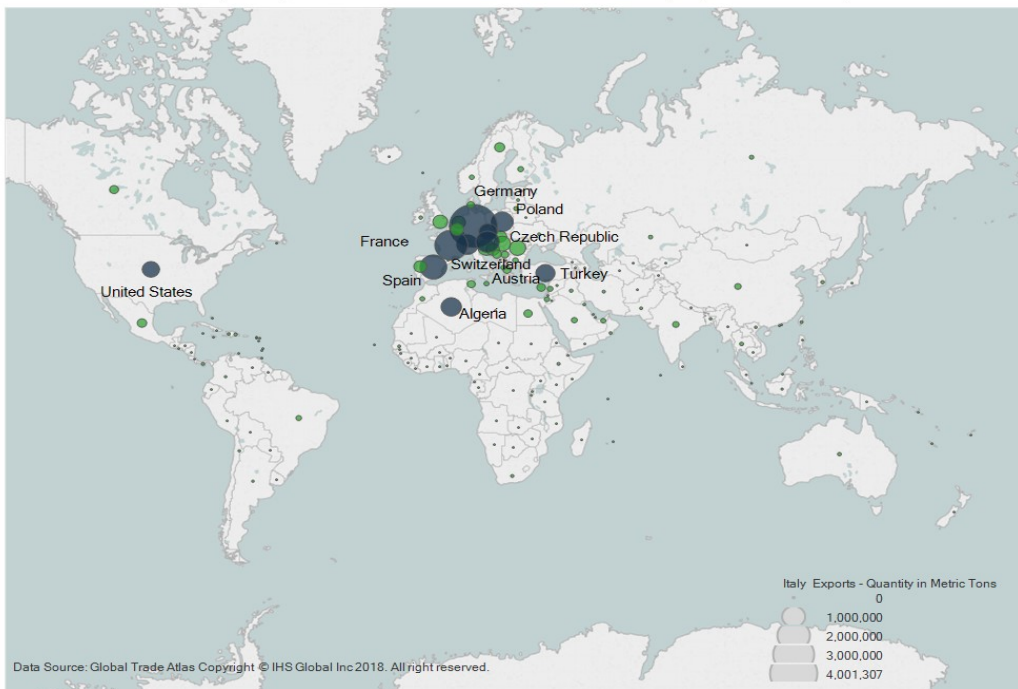 Germany
Poland
France
Czech Republic
Switzerland
Spain
Austria
Turkey
United States
Algeria
Italy Exports - Quantity in Metric Tons
0
1,000,000
2,000,000
3,000,000
4,001,307
Data Source: Global Trade Atlas Copyright © IHS Global Inc 2018. All right reserved.